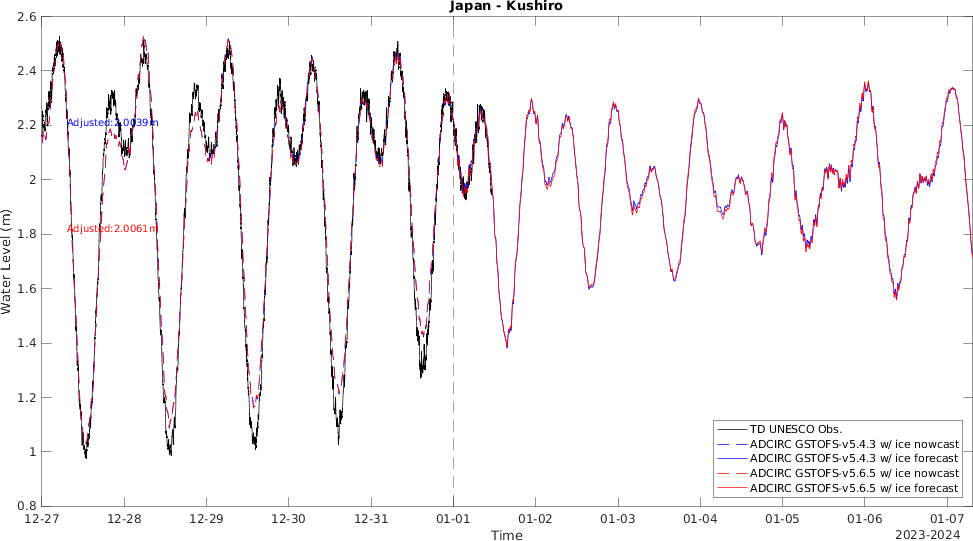 Japan - Kushiro
2.6
2.4
2.2
2
1.8
1.6
1.4
1.2
1
0.8
Water Level (m)
Adjusted:2.0039m
Adjusted:2.0061m
TD UNESCO Obs.
ADCIRC GSTOFS-v5.4.3 w/ ice nowcast
ADCIRC GSTOFS-v5.4.3 w/ ice forecast
ADCIRC GSTOFS-v5.6.5 w/ ice nowcast
ADCIRC GSTOFS-v5.6.5 w/ ice forecast
12-27 12-28 12-29 12-30 12-31 01-01 01-02 01-03 01-04 01-05 01-06 01-07
Time
2023-2024